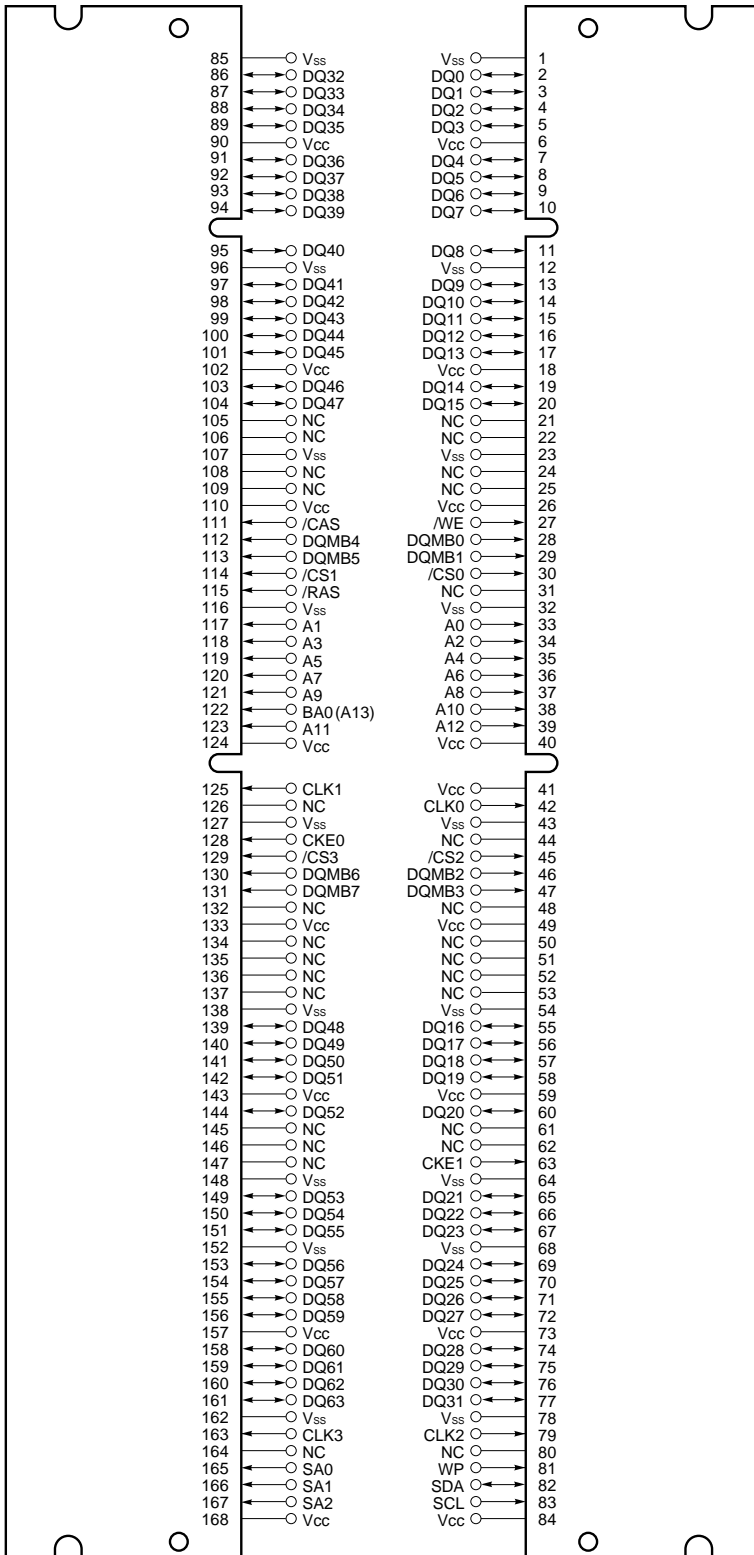 85 Vss Vss 1
86 DQ32 DQ0 2
87 DQ33 DQ1 3
88 DQ34 DQ2 4
89 DQ35 DQ3 5
90 Vcc Vcc 6
91 DQ36 DQ4 7
92 DQ37 DQ5 8
93 DQ38 DQ6 9
94 DQ39 DQ7 10
95 DQ40 DQ8 11
96 Vss Vss 12
97 DQ41 DQ9 13
98 DQ42 DQ10 14
99 DQ43 DQ11 15
100 DQ44 DQ12 16
101 DQ45 DQ13 17
102 Vcc Vcc 18
103 DQ46 DQ14 19
104 DQ47 DQ15 20
105 NC NC 21
106 NC NC 22
107 Vss Vss 23
108 NC NC 24
109 NC NC 25
110 Vcc Vcc 26
111 /CAS /WE 27
112 DQMB4 DQMB0 28
113 DQMB5 DQMB1 29
114 /CS1 /CS0 30
115 /RAS NC 31
116 Vss Vss 32
117 A1 A0 33
118 A3 A2 34
119 A5 A4 35
120 A7 A6 36
121 A9 A8 37
122 BA0 (A13) A10 38
123 A11 A12 39
124 Vcc Vcc 40
125 CLK1 Vcc 41
126 NC CLK0 42
127 Vss Vss 43
128 CKE0 NC 44
129 /CS3 /CS2 45
130 DQMB6 DQMB2 46
131 DQMB7 DQMB3 47
132 NC NC 48
133 Vcc Vcc 49
134 NC NC 50
135 NC NC 51
136 NC NC 52
137 NC NC 53
138 Vss Vss 54
139 DQ48 DQ16 55
140 DQ49 DQ17 56
141 DQ50 DQ18 57
142 DQ51 DQ19 58
143 Vcc Vcc 59
144 DQ52 DQ20 60
145 NC NC 61
146 NC NC 62
147 NC CKE1 63
148 Vss Vss 64
149 DQ53 DQ21 65
150 DQ54 DQ22 66
151 DQ55 DQ23 67
152 Vss Vss 68
153 DQ56 DQ24 69
154 DQ57 DQ25 70
155 DQ58 DQ26 71
156 DQ59 DQ27 72
157 Vcc Vcc 73
158 DQ60 DQ28 74
159 DQ61 DQ29 75
160 DQ62 DQ30 76
161 DQ63 DQ31 77
162 Vss Vss 78
163 CLK3 CLK2 79
164 NC NC 80
165 SA0 WP 81
166 SA1 SDA 82
167 SA2 SCL 83
168 Vcc Vcc 84